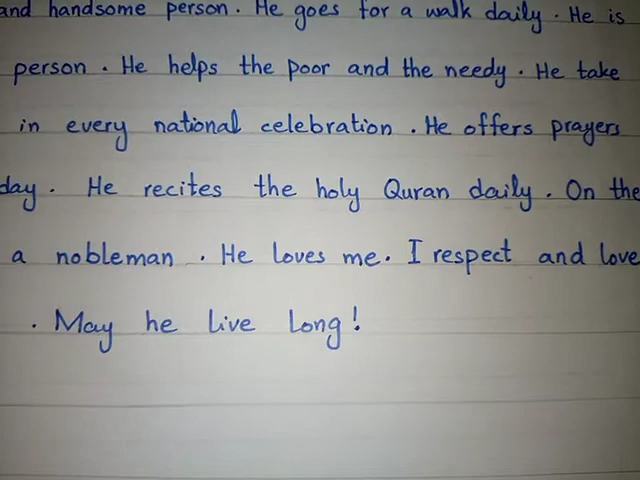 and handsome person. He goes for a walk daily. He is
person. He helps the poor and the needy. He take
in every national celebration. He offers prayers
day. He recites the holy Quran daily. On the
a nobleman. He loves me. I respect and love
. May he live long!